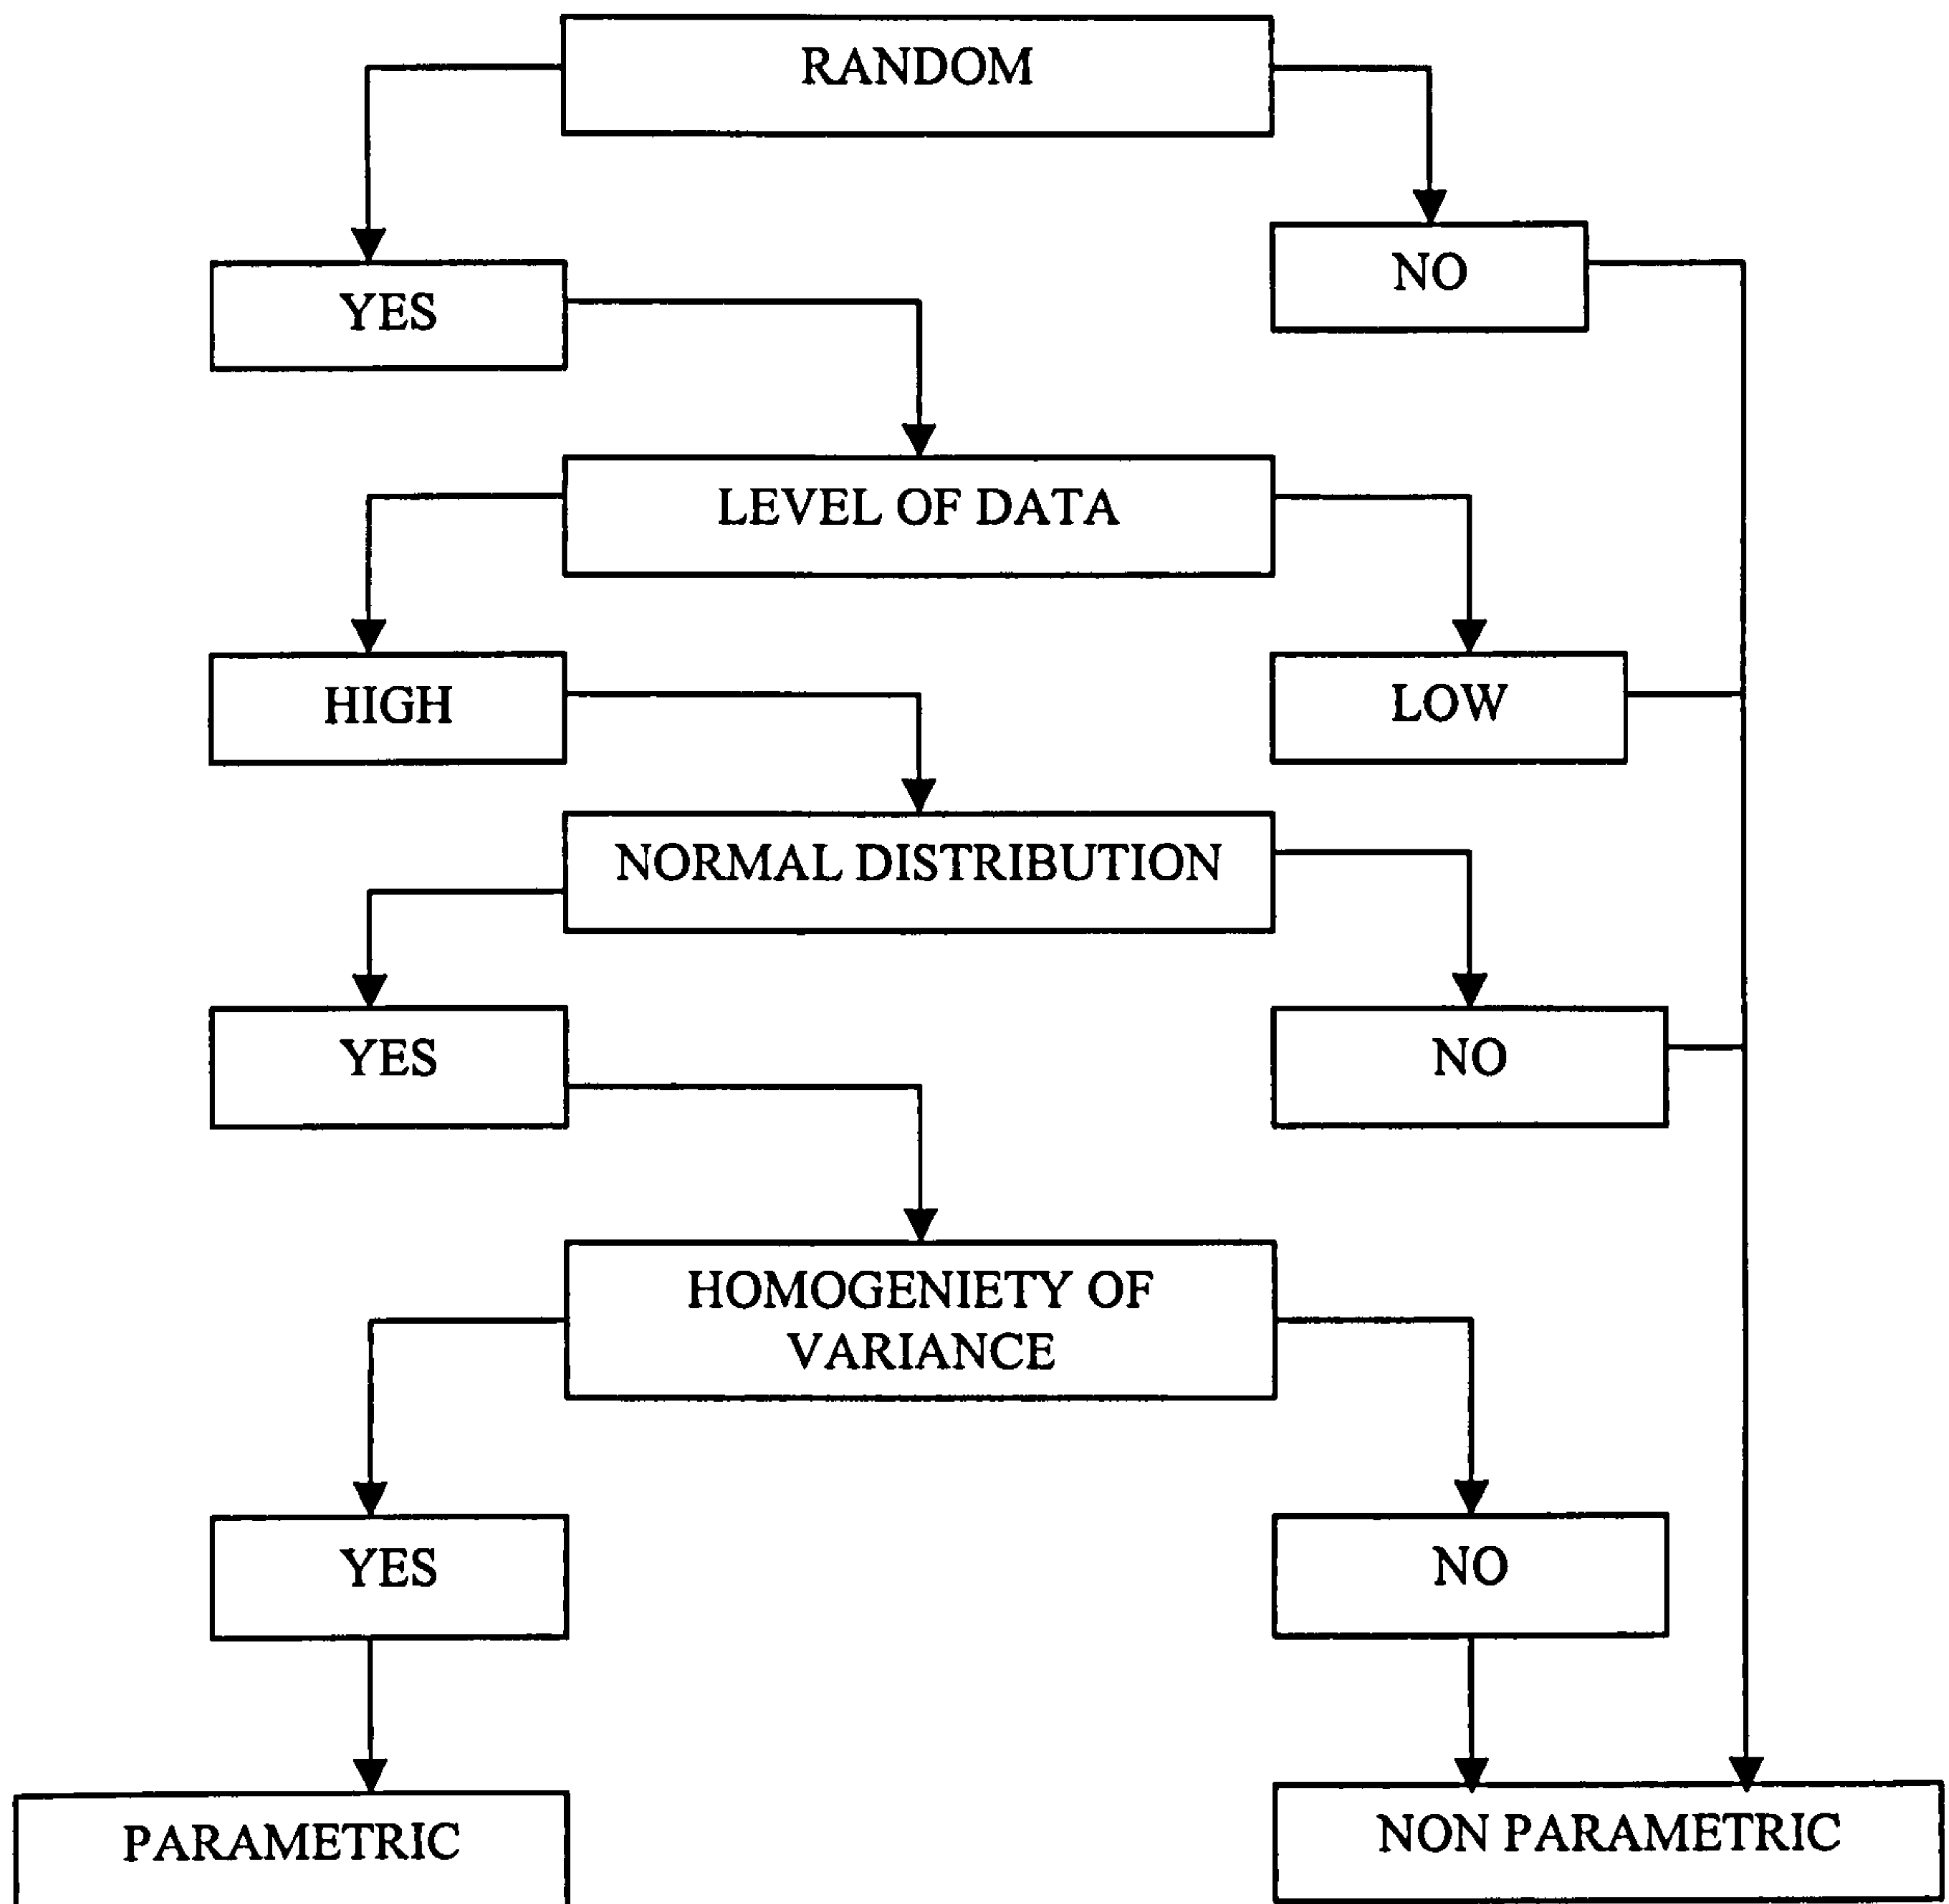 RANDOM
NO
YES
LEVEL OF DATA
HIGH
LOW
NORMAL DISTRIBUTION
YES
NO
HOMOGENIETY OF
VARIANCE
YES
NO
PARAMETRIC
NON PARAMETRIC